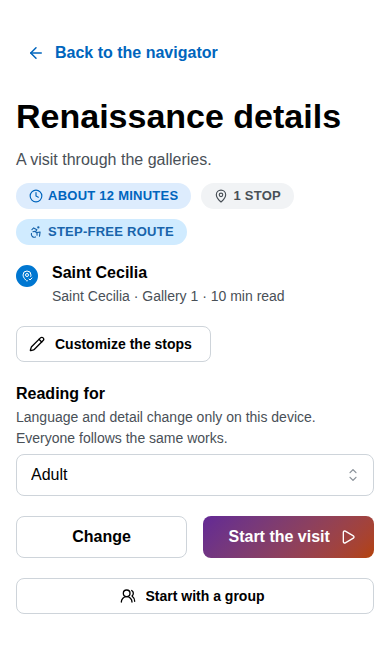 Back to the navigator
Renaissance details
A visit through the galleries.
ABOUT 12 MINUTES
1 STOP
STEP-FREE ROUTE
Saint Cecilia
Saint Cecilia · Gallery 1 · 10 min read
Customize the stops
Reading for
Language and detail change only on this device.
Everyone follows the same works.
Adult
Change
Start the visit
Start with a group